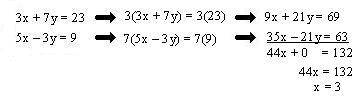 3x + 7y = 23 ➡ 3(3x + 7y) = 3(23) ➡ 9x + 21y = 69
5x − 3y = 9 ➡ 7(5x − 3y) = 7(9) ➡ 35x − 21y = 63
44x + 0 = 132
44x = 132
x = 3